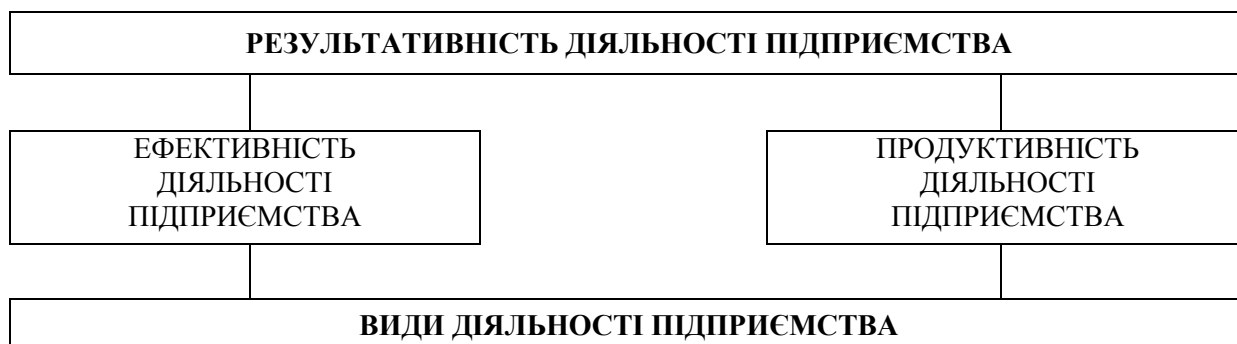 РЕЗУЛЬТАТИВНІСТЬ ДІЯЛЬНОСТІ ПІДПРИЄМСТВА
ЕФЕКТИВНІСТЬ
ДІЯЛЬНОСТІ
ПІДПРИЄМСТВА
ПРОДУКТИВНІСТЬ
ДІЯЛЬНОСТІ
ПІДПРИЄМСТВА
ВИДИ ДІЯЛЬНОСТІ ПІДПРИЄМСТВА